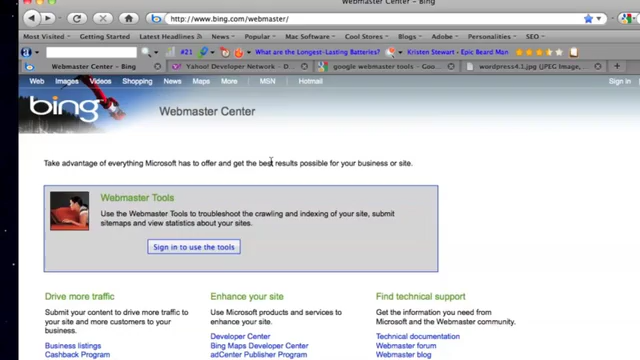 Webmaster Center - Bing
http://www.bing.com/webmaster/
Most Visited Getting Started Latest Headlines Popular Mac Software Cool Stores Blogs Adobe Personalities SEO
#21 What are the Longest-Lasting Batteries? Kristen Stewart - Epic Beard Man
Webmaster Center - Bing Yahoo! Developer Network - D... google webmaster tools - Goo... wordpress4.1.jpg (JPEG Image, ...
Web Images Videos Shopping News Maps More MSN Hotmail Sign in
bing Webmaster Center
Take advantage of everything Microsoft has to offer and get the best results possible for your business or site.
Webmaster Tools
Use the Webmaster Tools to troubleshoot the crawling and indexing of your site, submit
sitemaps and view statistics about your sites.
Sign in to use the tools
Drive more traffic
Submit your content to drive more traffic to
your site and more customers to your
business.
Business listings
Cashback Program
Enhance your site
Use Microsoft products and services to
enhance your site.
Developer Center
Bing Maps Developer Center
adCenter Publisher Program
Find technical support
Get the information you need from
Microsoft and the Webmaster community.
Technical documentation
Webmaster forum
Webmaster blog